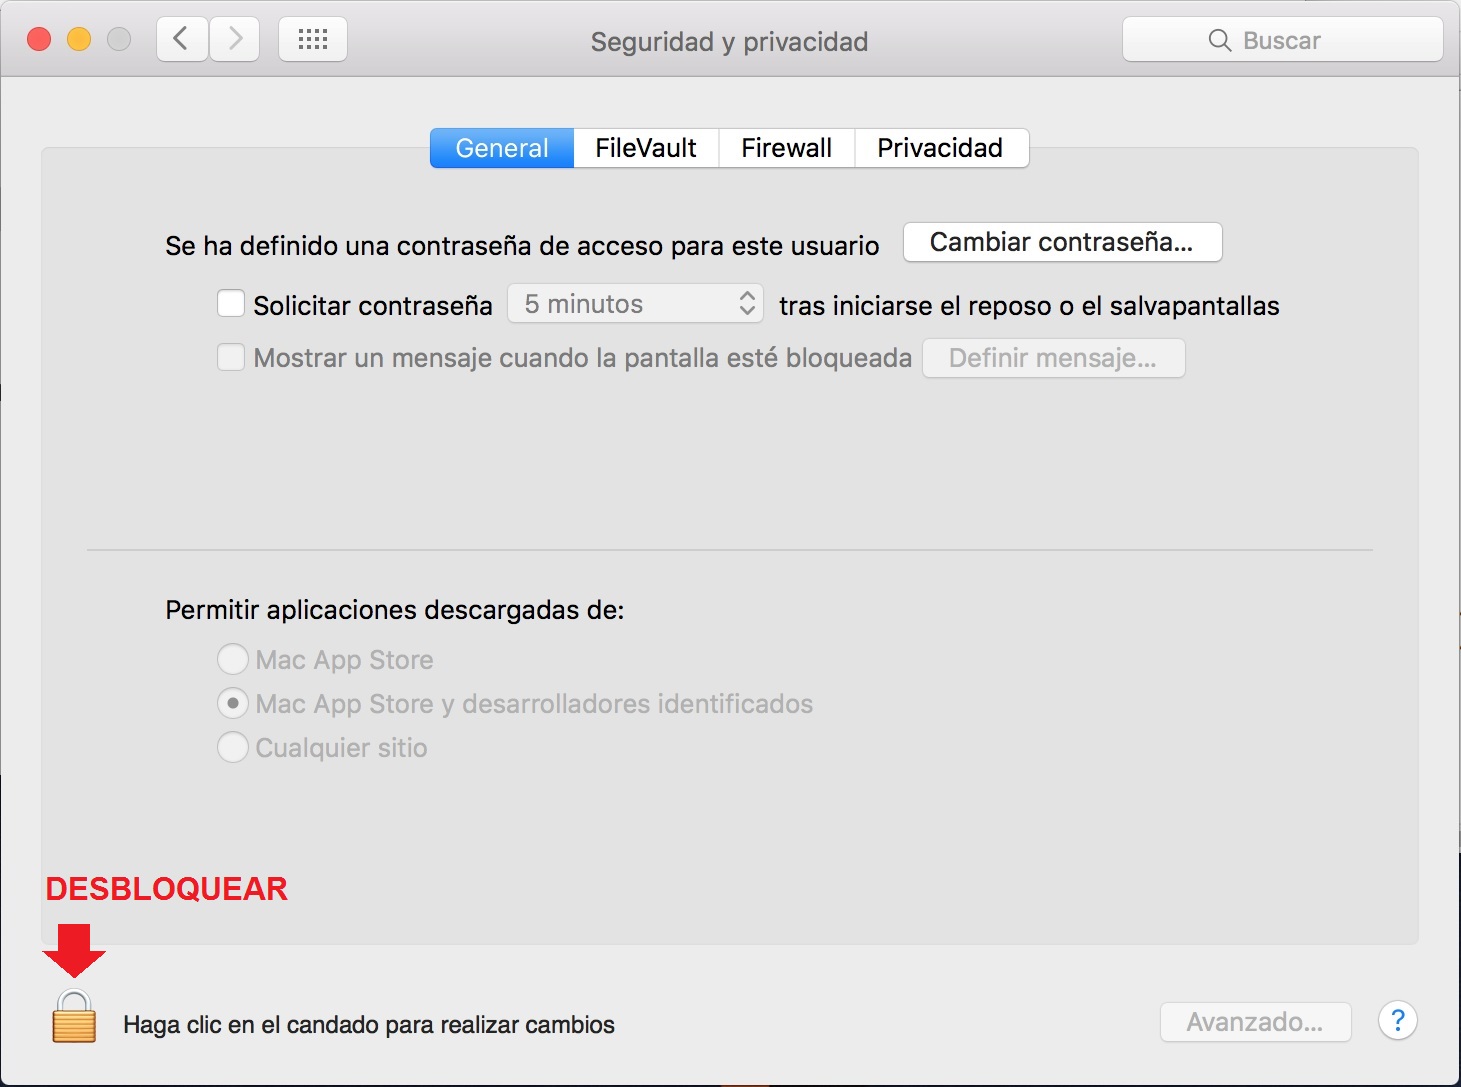 Seguridad y privacidad
Buscar
General FileVault Firewall Privacidad
Se ha definido una contraseña de acceso para este usuario Cambiar contraseña...
Solicitar contraseña 5 minutos tras iniciarse el reposo o el salvapantallas
Mostrar un mensaje cuando la pantalla esté bloqueada Definir mensaje...
Permitir aplicaciones descargadas de:
Mac App Store
Mac App Store y desarrolladores identificados
Cualquier sitio
DESBLOQUEAR
Haga clic en el candado para realizar cambios Avanzado... ?